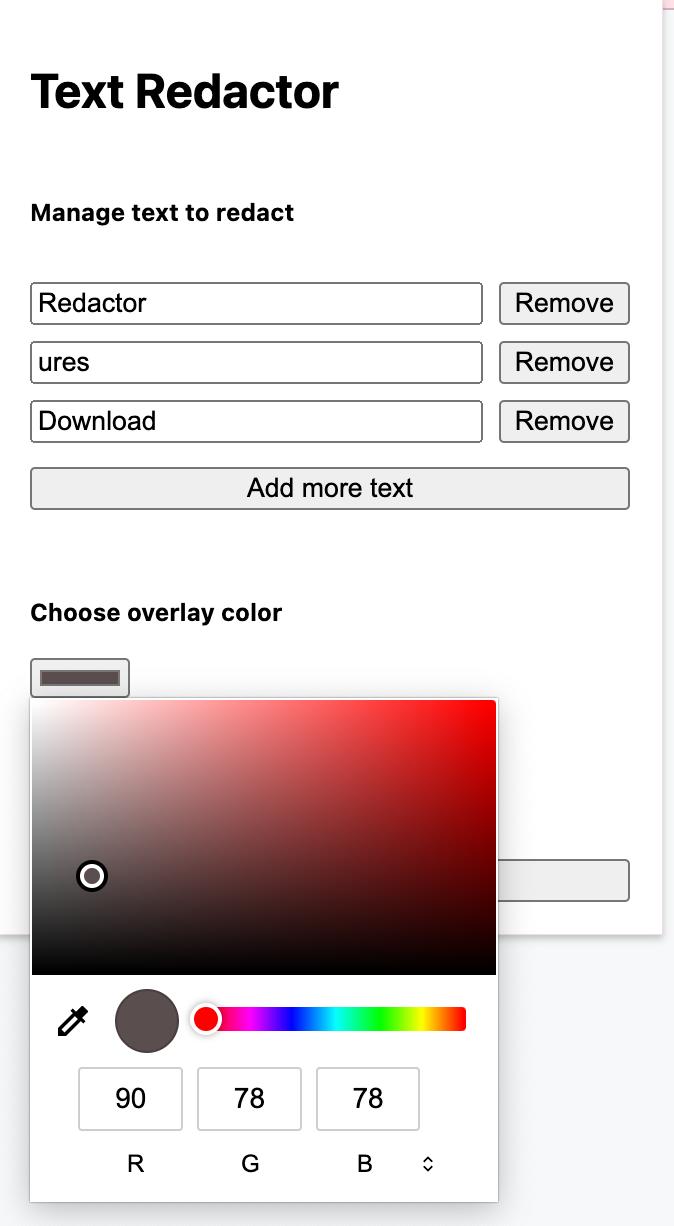 Text Redactor
Manage text to redact
Redactor Remove
ures Remove
Download Remove
Add more text
Choose overlay color
90 78 78
R G B